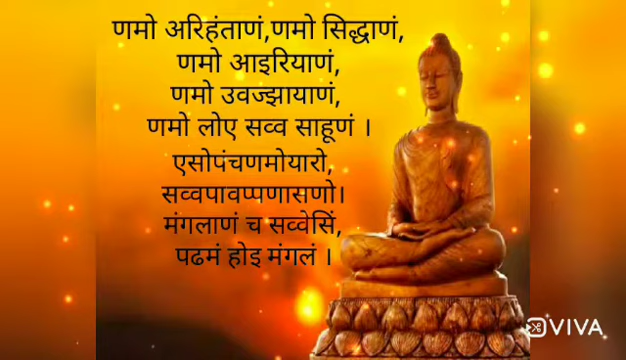 णमो अरिहंताणं,णमो सिद्धाणं,
णमो आइरियाणं,
णमो उवज्झायाणं,
णमो लोए सव्व साहूणं ।
एसोपंचणमोयारो,
सव्वपावप्पणासणो।
मंगलाणं च सव्वेसिं,
पढमं होइ मंगलं ।
VIVA